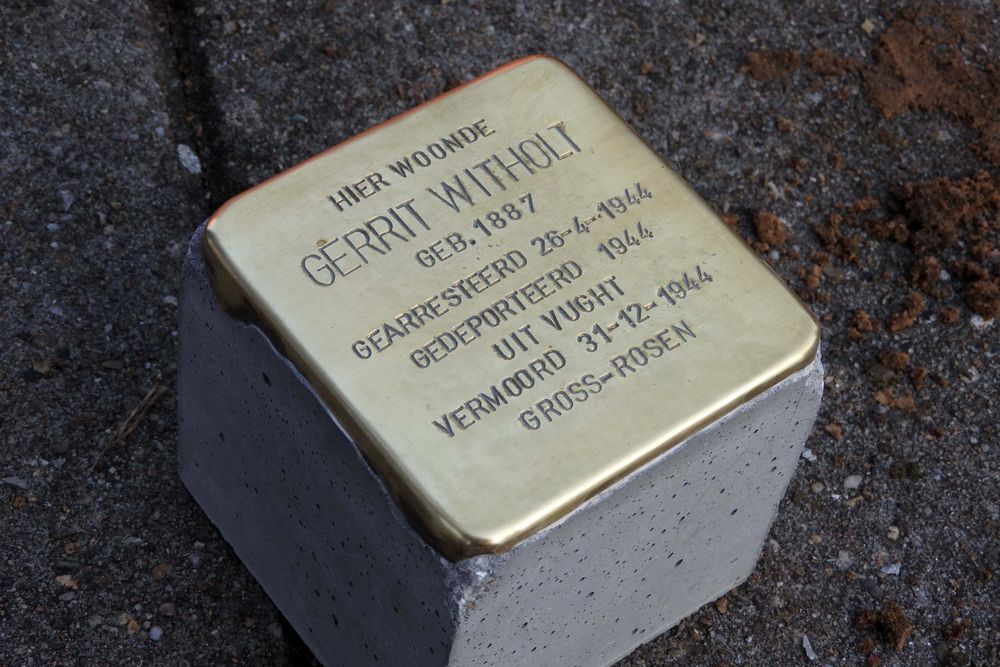 HIER WOONDE
GERRIT WITHOLT
GEB. 1887
GEARRESTEERD 26-4-1944
GEDEPORTEERD 1944
UIT VUGHT
VERMOORD 31-12-1944
GROSS-ROSEN